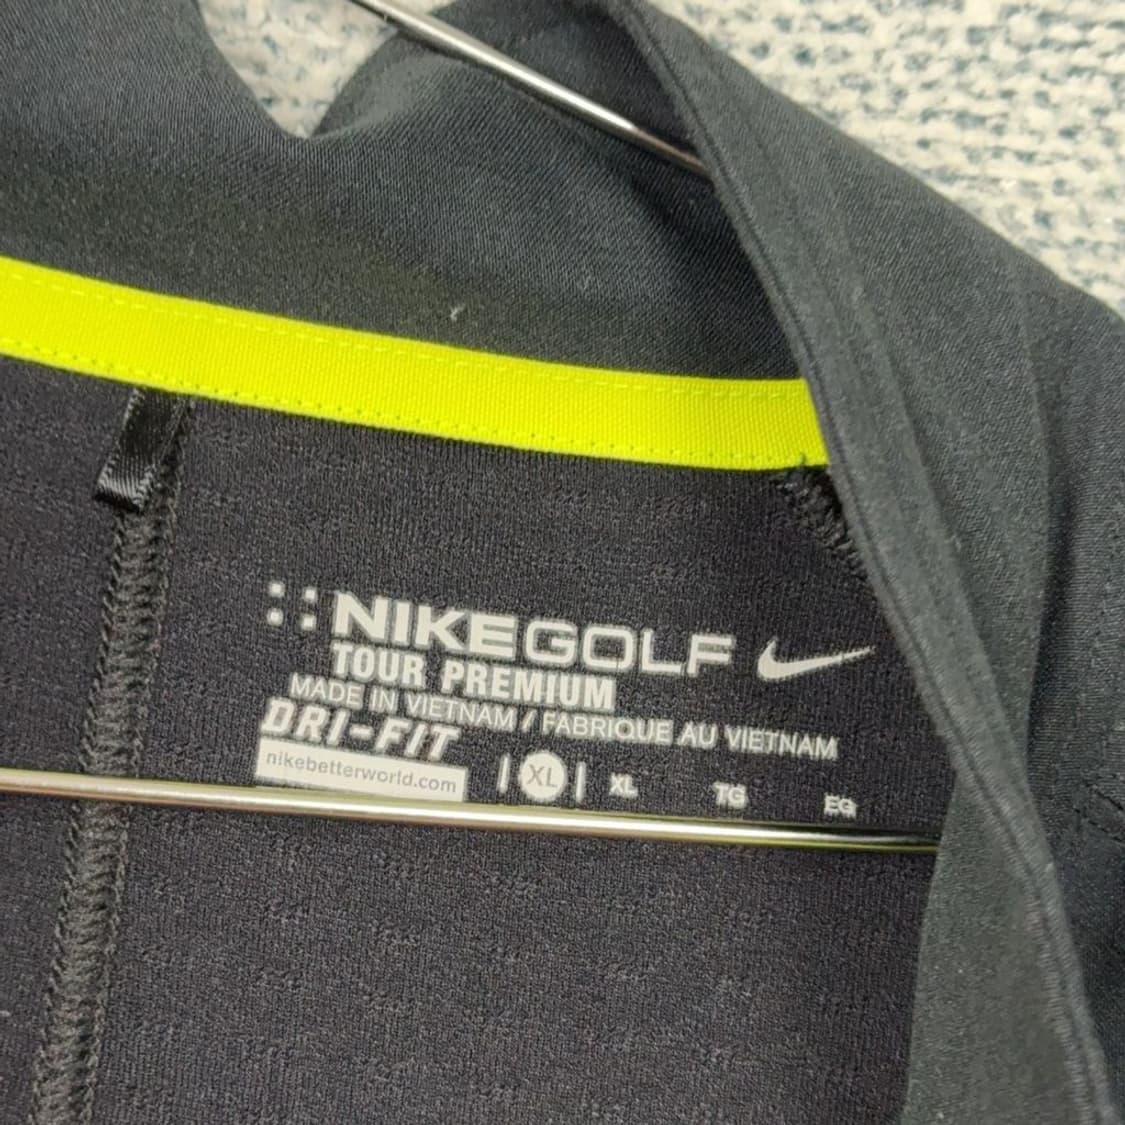 NIKEGOLF
TOUR PREMIUM
MADE IN VIETNAM / FABRIQUE AU VIETNAM
DRI-FIT
nikebetterworld.com | XL | XL TG EG